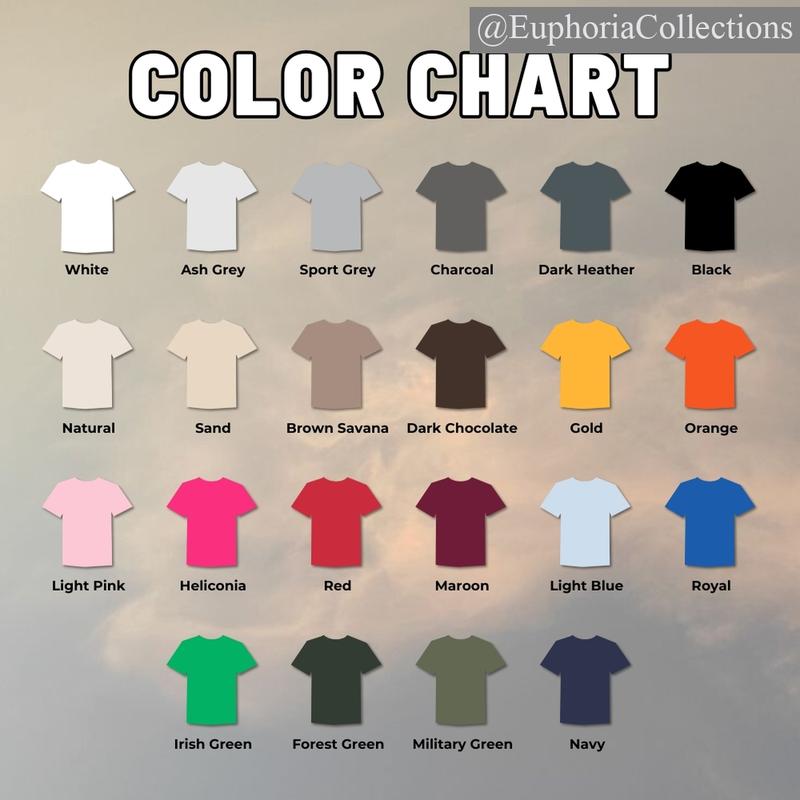 @EuphoriaCollections
COLOR CHART
White Ash Grey Sport Grey Charcoal Dark Heather Black
Natural Sand Brown Savana Dark Chocolate Gold Orange
Light Pink Heliconia Red Maroon Light Blue Royal
Irish Green Forest Green Military Green Navy